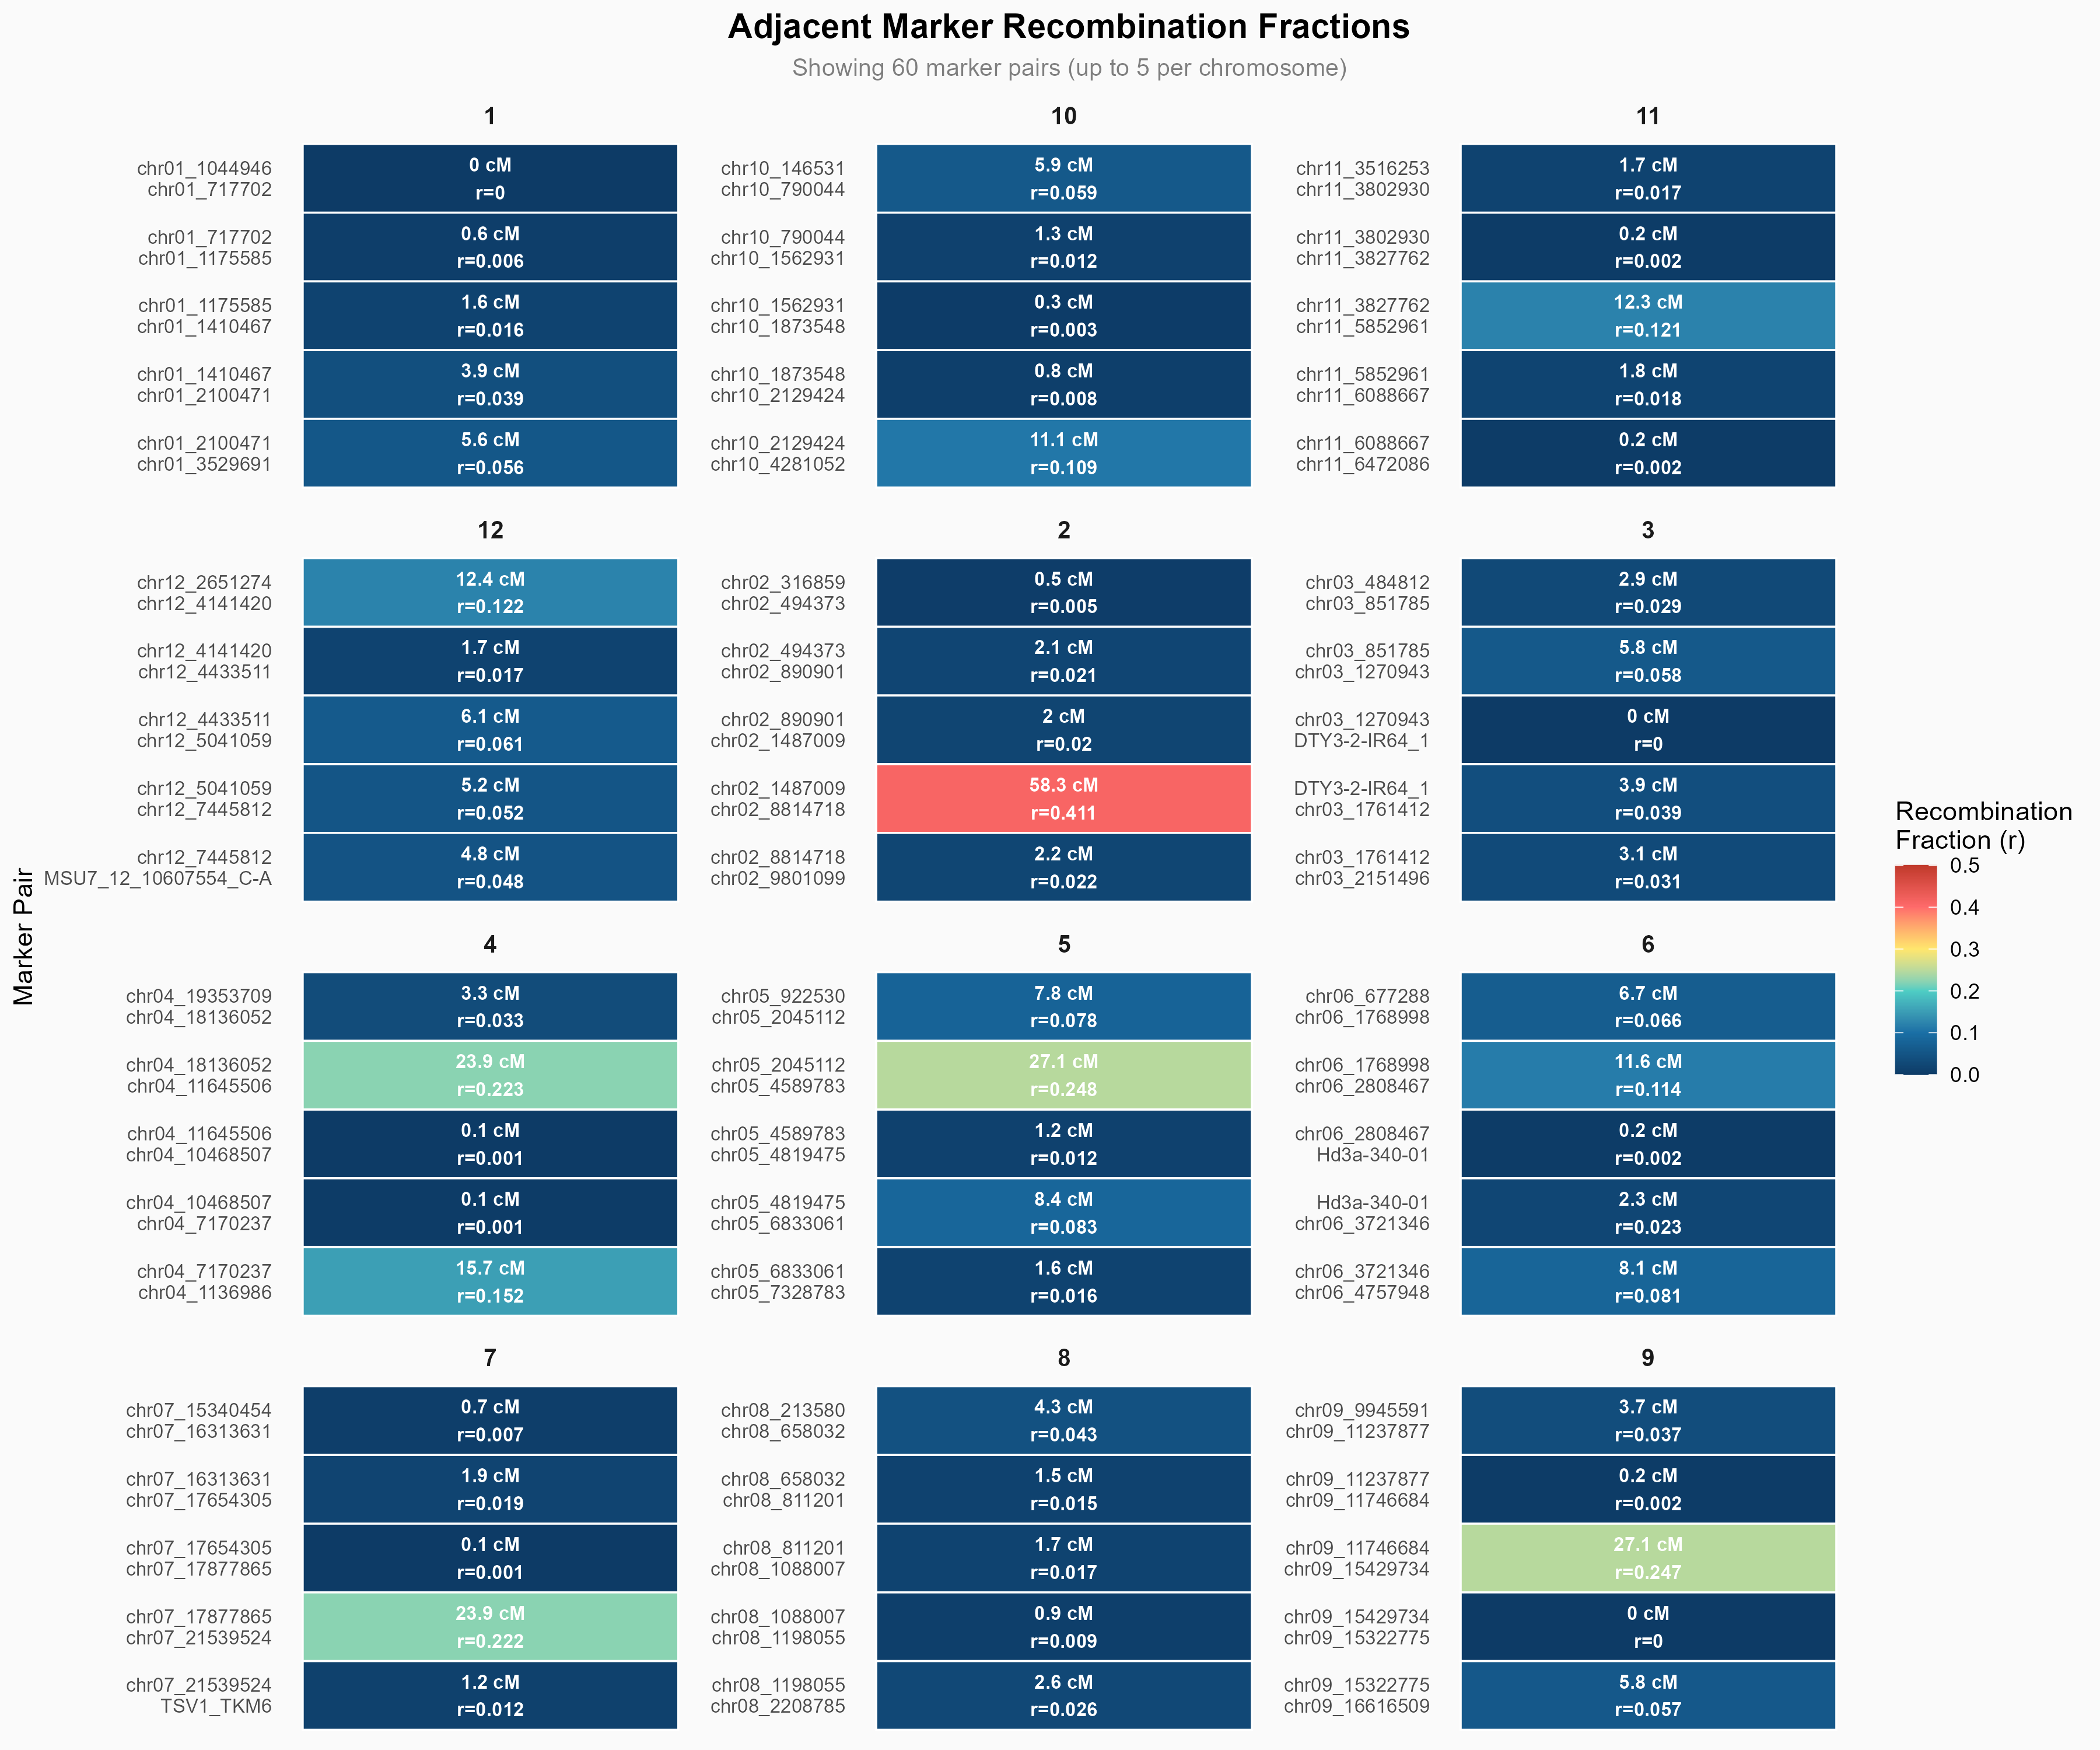 Adjacent Marker Recombination Fractions
Showing 60 marker pairs (up to 5 per chromosome)
Marker Pair
1
chr01_1044946
chr01_717702
0 cM
r=0
chr01_717702
chr01_1175585
0.6 cM
r=0.006
chr01_1175585
chr01_1410467
1.6 cM
r=0.016
chr01_1410467
chr01_2100471
3.9 cM
r=0.039
chr01_2100471
chr01_3529691
5.6 cM
r=0.056
10
chr10_146531
chr10_790044
5.9 cM
r=0.059
chr10_790044
chr10_1562931
1.3 cM
r=0.012
chr10_1562931
chr10_1873548
0.3 cM
r=0.003
chr10_1873548
chr10_2129424
0.8 cM
r=0.008
chr10_2129424
chr10_4281052
11.1 cM
r=0.109
11
chr11_3516253
chr11_3802930
1.7 cM
r=0.017
chr11_3802930
chr11_3827762
0.2 cM
r=0.002
chr11_3827762
chr11_5852961
12.3 cM
r=0.121
chr11_5852961
chr11_6088667
1.8 cM
r=0.018
chr11_6088667
chr11_6472086
0.2 cM
r=0.002
12
chr12_2651274
chr12_4141420
12.4 cM
r=0.122
chr12_4141420
chr12_4433511
1.7 cM
r=0.017
chr12_4433511
chr12_5041059
6.1 cM
r=0.061
chr12_5041059
chr12_7445812
5.2 cM
r=0.052
chr12_7445812
MSU7_12_10607554_C-A
4.8 cM
r=0.048
2
chr02_316859
chr02_494373
0.5 cM
r=0.005
chr02_494373
chr02_890901
2.1 cM
r=0.021
chr02_890901
chr02_1487009
2 cM
r=0.02
chr02_1487009
chr02_8814718
58.3 cM
r=0.411
chr02_8814718
chr02_9801099
2.2 cM
r=0.022
3
chr03_484812
chr03_851785
2.9 cM
r=0.029
chr03_851785
chr03_1270943
5.8 cM
r=0.058
chr03_1270943
DTY3-2-IR64_1
0 cM
r=0
DTY3-2-IR64_1
chr03_1761412
3.9 cM
r=0.039
chr03_1761412
chr03_2151496
3.1 cM
r=0.031
4
chr04_19353709
chr04_18136052
3.3 cM
r=0.033
chr04_18136052
chr04_11645506
23.9 cM
r=0.223
chr04_11645506
chr04_10468507
0.1 cM
r=0.001
chr04_10468507
chr04_7170237
0.1 cM
r=0.001
chr04_7170237
chr04_1136986
15.7 cM
r=0.152
5
chr05_922530
chr05_2045112
7.8 cM
r=0.078
chr05_2045112
chr05_4589783
27.1 cM
r=0.248
chr05_4589783
chr05_4819475
1.2 cM
r=0.012
chr05_4819475
chr05_6833061
8.4 cM
r=0.083
chr05_6833061
chr05_7328783
1.6 cM
r=0.016
6
chr06_677288
chr06_1768998
6.7 cM
r=0.066
chr06_1768998
chr06_2808467
11.6 cM
r=0.114
chr06_2808467
Hd3a-340-01
0.2 cM
r=0.002
Hd3a-340-01
chr06_3721346
2.3 cM
r=0.023
chr06_3721346
chr06_4757948
8.1 cM
r=0.081
7
chr07_15340454
chr07_16313631
0.7 cM
r=0.007
chr07_16313631
chr07_17654305
1.9 cM
r=0.019
chr07_17654305
chr07_17877865
0.1 cM
r=0.001
chr07_17877865
chr07_21539524
23.9 cM
r=0.222
chr07_21539524
TSV1_TKM6
1.2 cM
r=0.012
8
chr08_213580
chr08_658032
4.3 cM
r=0.043
chr08_658032
chr08_811201
1.5 cM
r=0.015
chr08_811201
chr08_1088007
1.7 cM
r=0.017
chr08_1088007
chr08_1198055
0.9 cM
r=0.009
chr08_1198055
chr08_2208785
2.6 cM
r=0.026
9
chr09_9945591
chr09_11237877
3.7 cM
r=0.037
chr09_11237877
chr09_11746684
0.2 cM
r=0.002
chr09_11746684
chr09_15429734
27.1 cM
r=0.247
chr09_15429734
chr09_15322775
0 cM
r=0
chr09_15322775
chr09_16616509
5.8 cM
r=0.057
Recombination
Fraction (r)
0.5
0.4
0.3
0.2
0.1
0.0